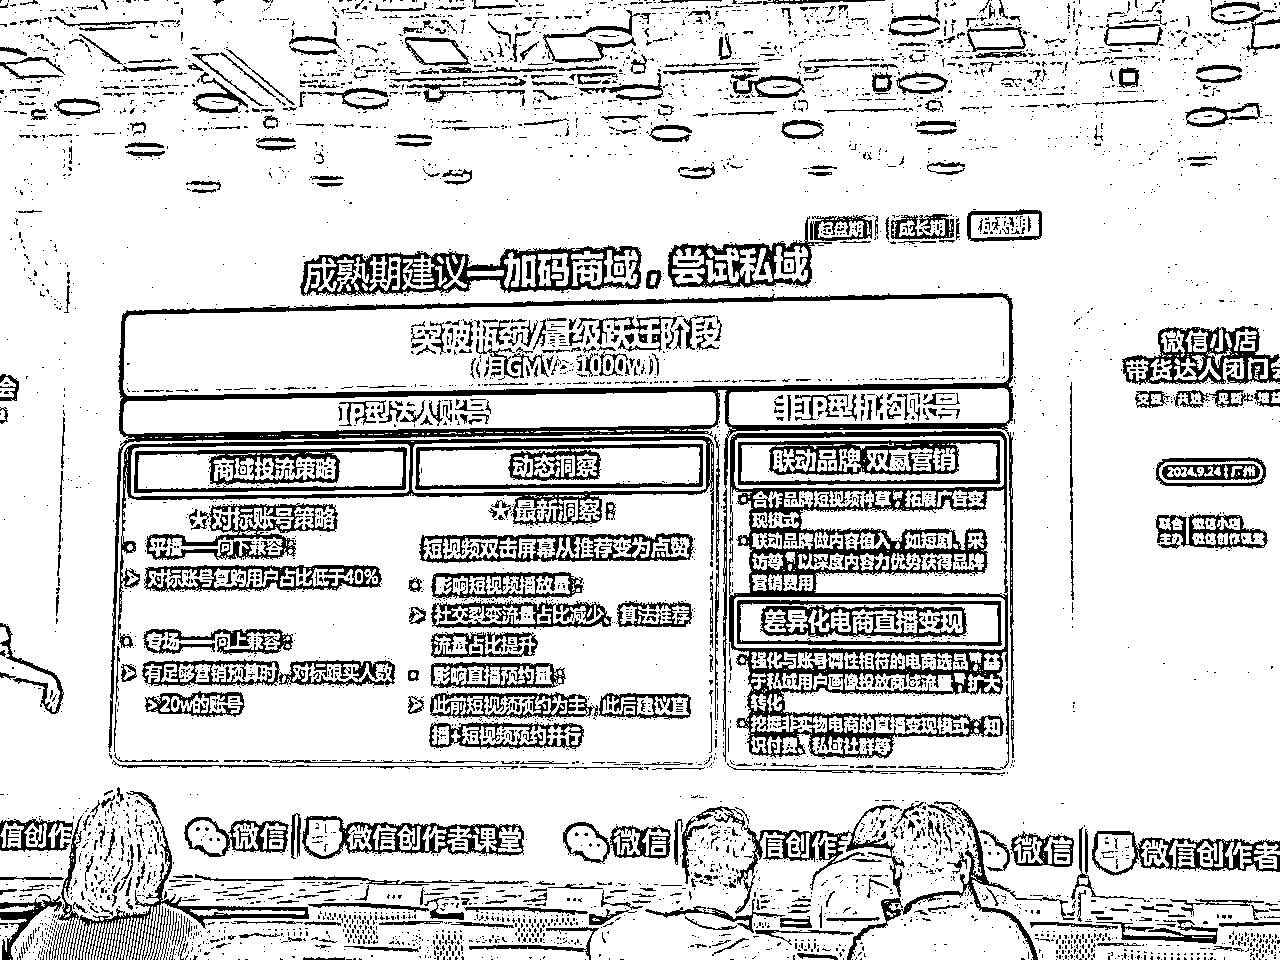 起盘期 成长期 成熟期
成熟期建议—加码商域，尝试私域
突破瓶颈/量级跃迁阶段
（月GMV＞1000w）
IP型达人账号
非IP型机构账号
商域投流策略
☆ 对标账号策略
平播——向下兼容：
对标账号复购用户占比低于40%
专场——向上兼容：
有足够营销预算时，对标跟买人数
>20w的账号
动态洞察
☆ 最新洞察：
短视频双击屏幕从推荐变为点赞
影响短视频播放量：
社交裂变流量占比减少、算法推荐
流量占比提升
影响直播预约量：
此前短视频预约为主，此后建议直
播+短视频预约并行
联动品牌 双赢营销
合作品牌短视频种草，拓展广告变
现模式
联动品牌做内容植入，如短剧、采
访等，以深度内容力优势获得品牌
营销费用
差异化电商直播变现
强化与账号调性相符的电商选品，基
于私域用户画像投放商域流量，扩大
转化
挖掘非实物电商的直播变现模式：知
识付费、私域社群等
会
微信小店
带货达人闭门会
2024.9.24 | 广州
联合 微信小店
主办 微信创作课堂
信创作
微信 微信创作者课堂
微信 信创作者
微信 微信创作者